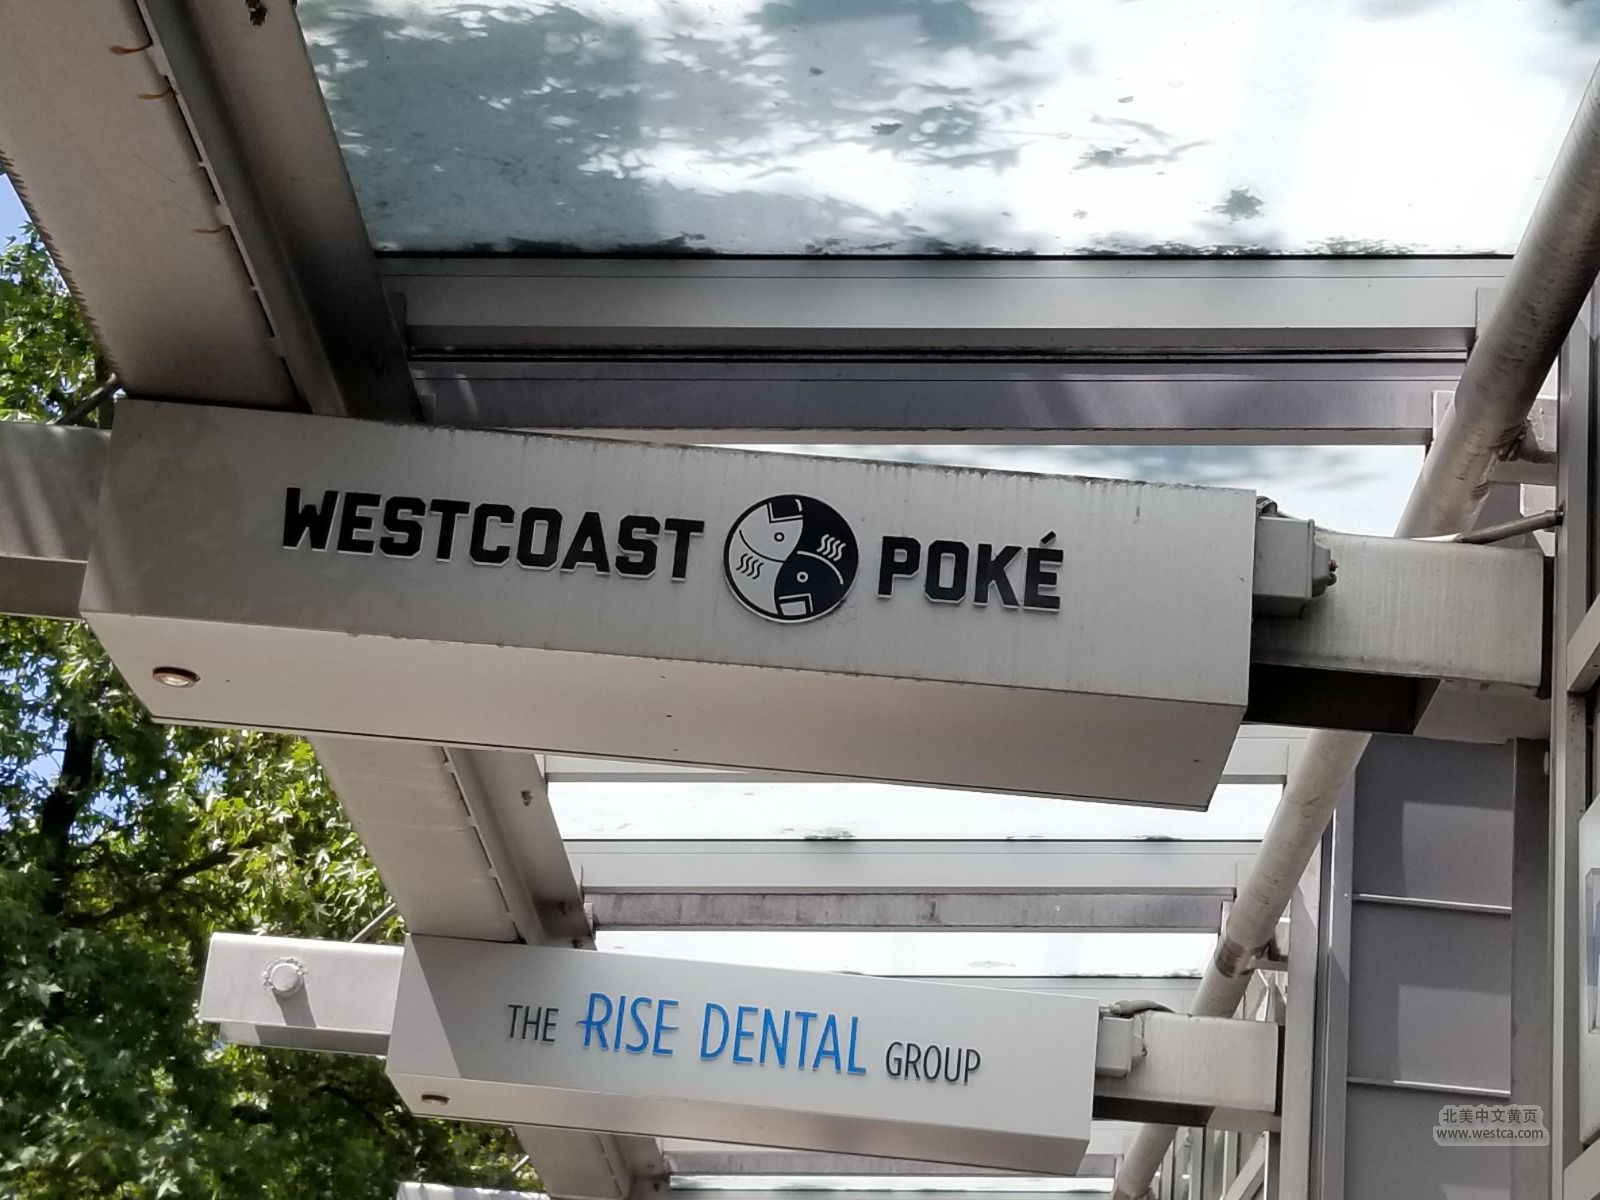 WESTCOAST POKÉ
THE RISE DENTAL GROUP
北美中文黄页
www.westca.com